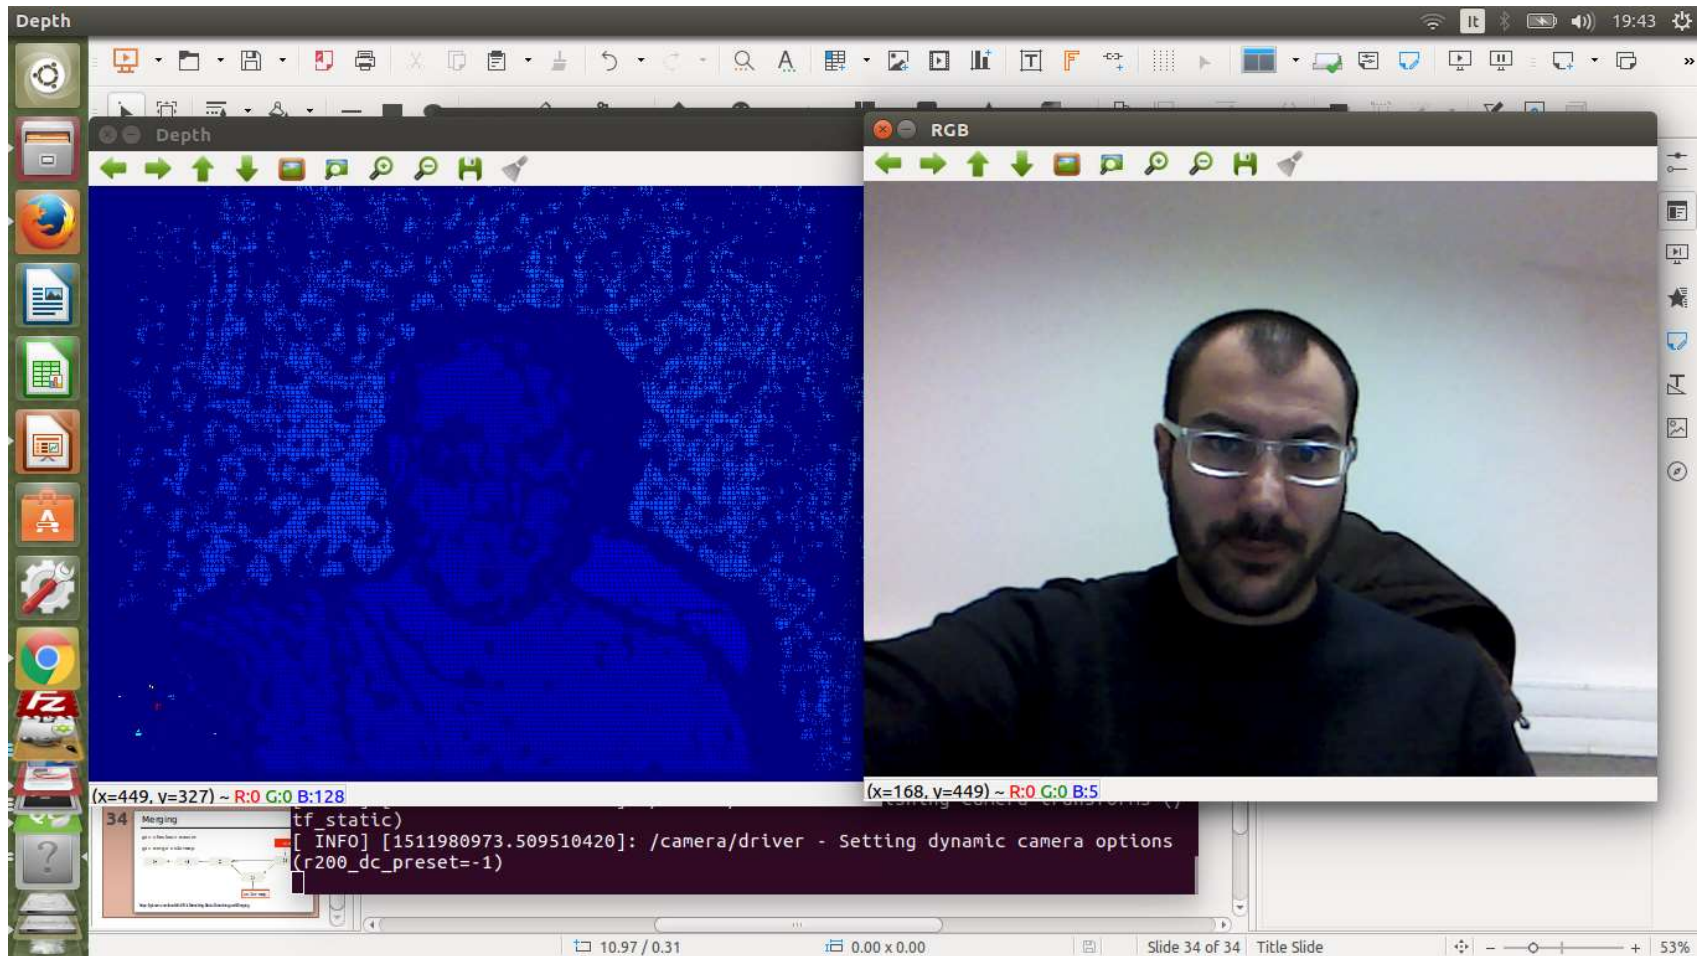 Depth
It
19:43
Depth
RGB
(x=449, y=327) ~ R:0 G:0 B:128
(x=168, y=449) ~ R:0 G:0 B:5
34
Merging
tf_static)
[ INFO] [1511980973.509510420]: /camera/driver - Setting dynamic camera options
(r200_dc_preset=-1)
10.97 / 0.31
0.00 x 0.00
Slide 34 of 34
Title Slide
53%